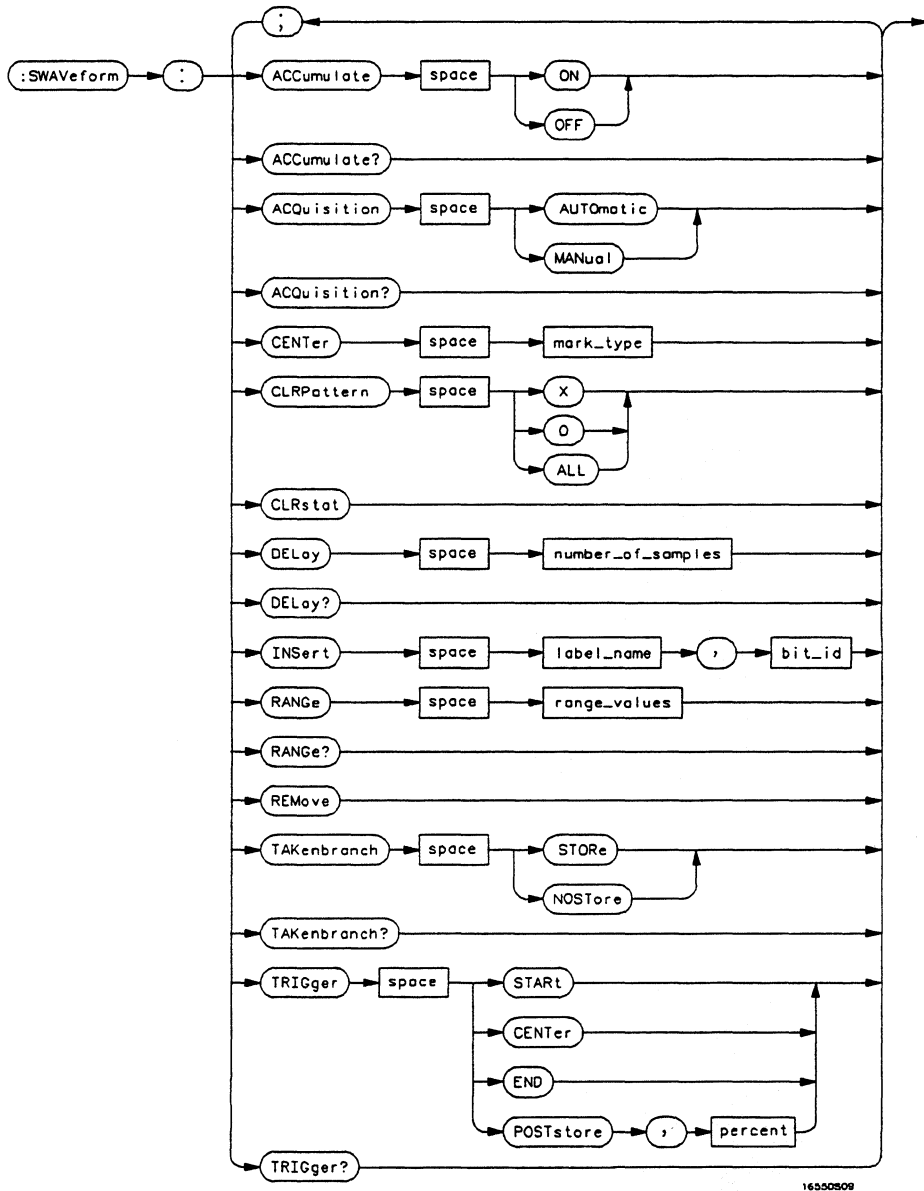 ;
:SWAVeform : ACCumulate space ON
OFF
ACCumulate?
ACQuisition space AUTOmatic
MANual
ACQuisition?
CENTer space mark_type
CLRPattern space X
O
ALL
CLRstat
DELay space number_of_samples
DELay?
INSert space label_name , bit_id
RANGe space range_values
RANGe?
REMove
TAKenbranch space STORe
NOSTore
TAKenbranch?
TRIGger space STARt
CENTer
END
POSTstore , percent
TRIGger?
16550S09